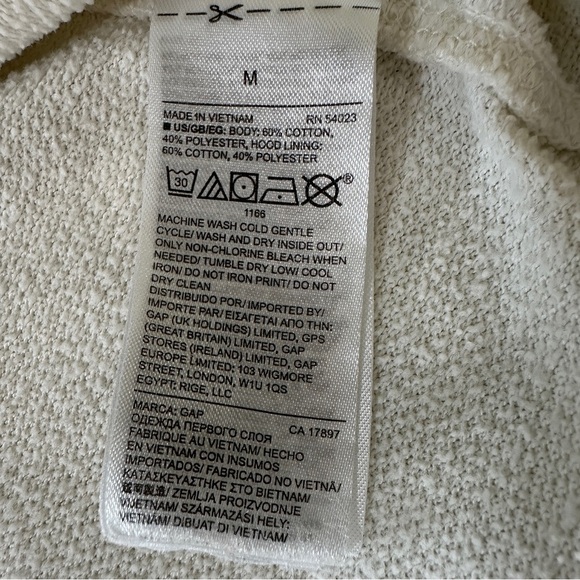 M
MADE IN VIETNAM RN 54023
■ US/GB/EG: BODY: 60% COTTON,
40% POLYESTER, HOOD LINING:
60% COTTON, 40% POLYESTER
30 ®
1166
MACHINE WASH COLD GENTLE
CYCLE/ WASH AND DRY INSIDE OUT/
ONLY NON-CHLORINE BLEACH WHEN
NEEDED/ TUMBLE DRY LOW/ COOL
IRON/ DO NOT IRON PRINT/ DO NOT
DRY CLEAN
DISTRIBUIDO POR/ IMPORTED BY/
IMPORTE PAR/ ΕΙΣΑΓΕΤΑΙ ΑΠΟ ΤΗΝ:
GAP (UK HOLDINGS) LIMITED, GPS
(GREAT BRITAIN) LIMITED, GAP
STORES (IRELAND) LIMITED, GAP
EUROPE LIMITED: 103 WIGMORE
STREET, LONDON, W1U 1QS
EGYPT: RIGE, LLC
MARCA: GAP CA 17897
ОДЕЖДА ПЕРВОГО СЛОЯ
FABRIQUE AU VIETNAM/ HECHO
EN VIETNAM CON INSUMOS
IMPORTADOS/ FABRICADO NO VIETNÃ/
ΚΑΤΑΣΚΕΥΑΣΤΗΚΕ ΣΤΟ ΒΙΕΤΝΑΜ/
越南製造/ ZEMLJA PROIZVODNJE
VIJETNAM/ SZÁRMAZÁSI HELY:
VIETNÁM/ DIBUAT DI VIETNAM/